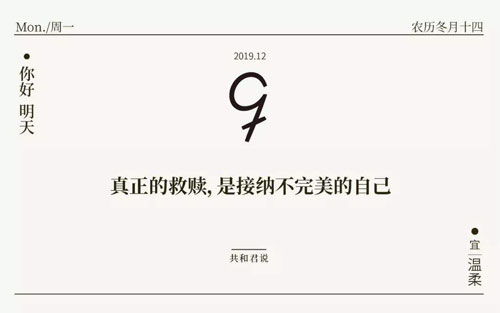 Mon./周一
农历冬月十四
你好 明天
2019.12
9
真正的救赎，是接纳不完美的自己
共和君说
宜
温柔